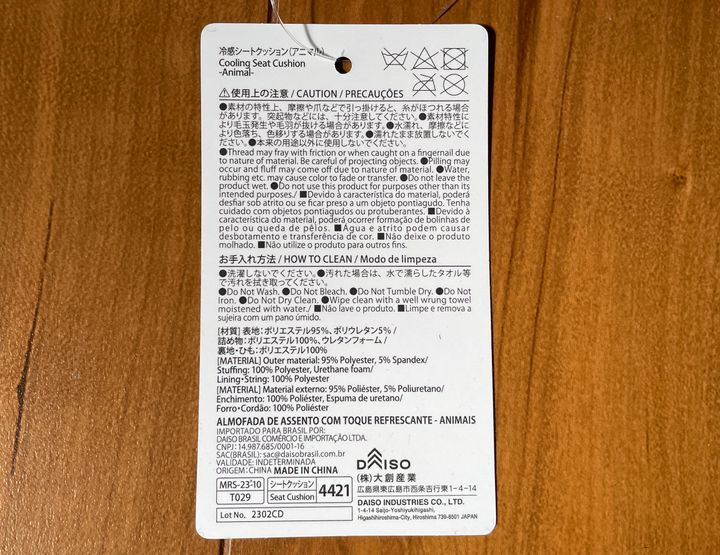 冷感シートクッション(アニマル)
Cooling Seat Cushion
-Animal-
⚠使用上の注意 / CAUTION / PRECAUÇÕES
●素材の特性上、摩擦や爪などで引っ掛けると、糸がほつれる場合
があります。突起物などには、十分注意してください。●素材特性に
より毛玉発生や毛羽が抜ける場合があります。●水濡れ、摩擦などに
より色落ち、色移りする場合があります。●濡れたまま放置しないでく
ださい。●本来の用途以外に使用しないでください。
●Thread may fray with friction or when caught on a fingernail due
to nature of material. Be careful of projecting objects. ●Pilling may
occur and fluff may come off due to nature of material. ●Water,
rubbing etc. may cause color to fade or transfer. ●Do not leave the
product wet. ●Do not use this product for purposes other than its
intended purposes./ ■Devido à característica do material, poderá
desfiar sob atrito ou se ficar preso a um objeto pontiagudo. Tenha
cuidado com objetos pontiagudos ou protuberantes. ■Devido à
característica do material, poderá ocorrer formação de bolinhas de
pelo ou queda de pêlos. ■Água e atrito podem causar
desbotamento e transferência de cor. ■Não deixe o produto
molhado. ■Não utilize o produto para outros fins.
お手入れ方法 / HOW TO CLEAN / Modo de limpeza
●洗濯しないでください。●汚れた場合は、水で濡らしたタオル等
で汚れを拭き取ってください。
●Do Not Wash. ●Do Not Bleach. ●Do Not Tumble Dry. ●Do Not
Iron. ●Do Not Dry Clean. ●Wipe clean with a well wrung towel
moistened with water./ ■Não lave o produto. ■Limpe e remova a
sujeira com um pano úmido.
[材質] 表地:ポリエステル95%、ポリウレタン5% /
詰め物:ポリエステル100%、ウレタンフォーム /
裏地・ひも:ポリエステル100%
[MATERIAL] Outer material: 95% Polyester, 5% Spandex/
Stuffing: 100% Polyester, Urethane foam/
Lining・String: 100% Polyester
[MATERIAL] Material externo: 95% Poliéster, 5% Poliuretano/
Enchimento: 100% Poliéster, Espuma de uretano/
Forro・Cordão: 100% Poliéster
ALMOFADA DE ASSENTO COM TOQUE REFRESCANTE - ANIMAIS
IMPORTADO PARA BRASIL POR:
DAISO BRASIL COMÉRCIO E IMPORTAÇÃO LTDA.
CNPJ: 14.987.685/0001-16
SAC(BRASIL): sac@daisobrasil.com.br
VALIDADE: INDETERMINADA
ORIGEM: CHINA MADE IN CHINA
MRS-23-10
T029
シートクッション
Seat Cushion
4421
Lot No. 2302CD
DAISO
(株)大創産業
広島県東広島市西条吉行東1-4-14
DAISO INDUSTRIES CO., LTD.
1-4-14 Saijo-Yoshiyukihigashi,
Higashihiroshima-City, Hiroshima 739-8501 JAPAN